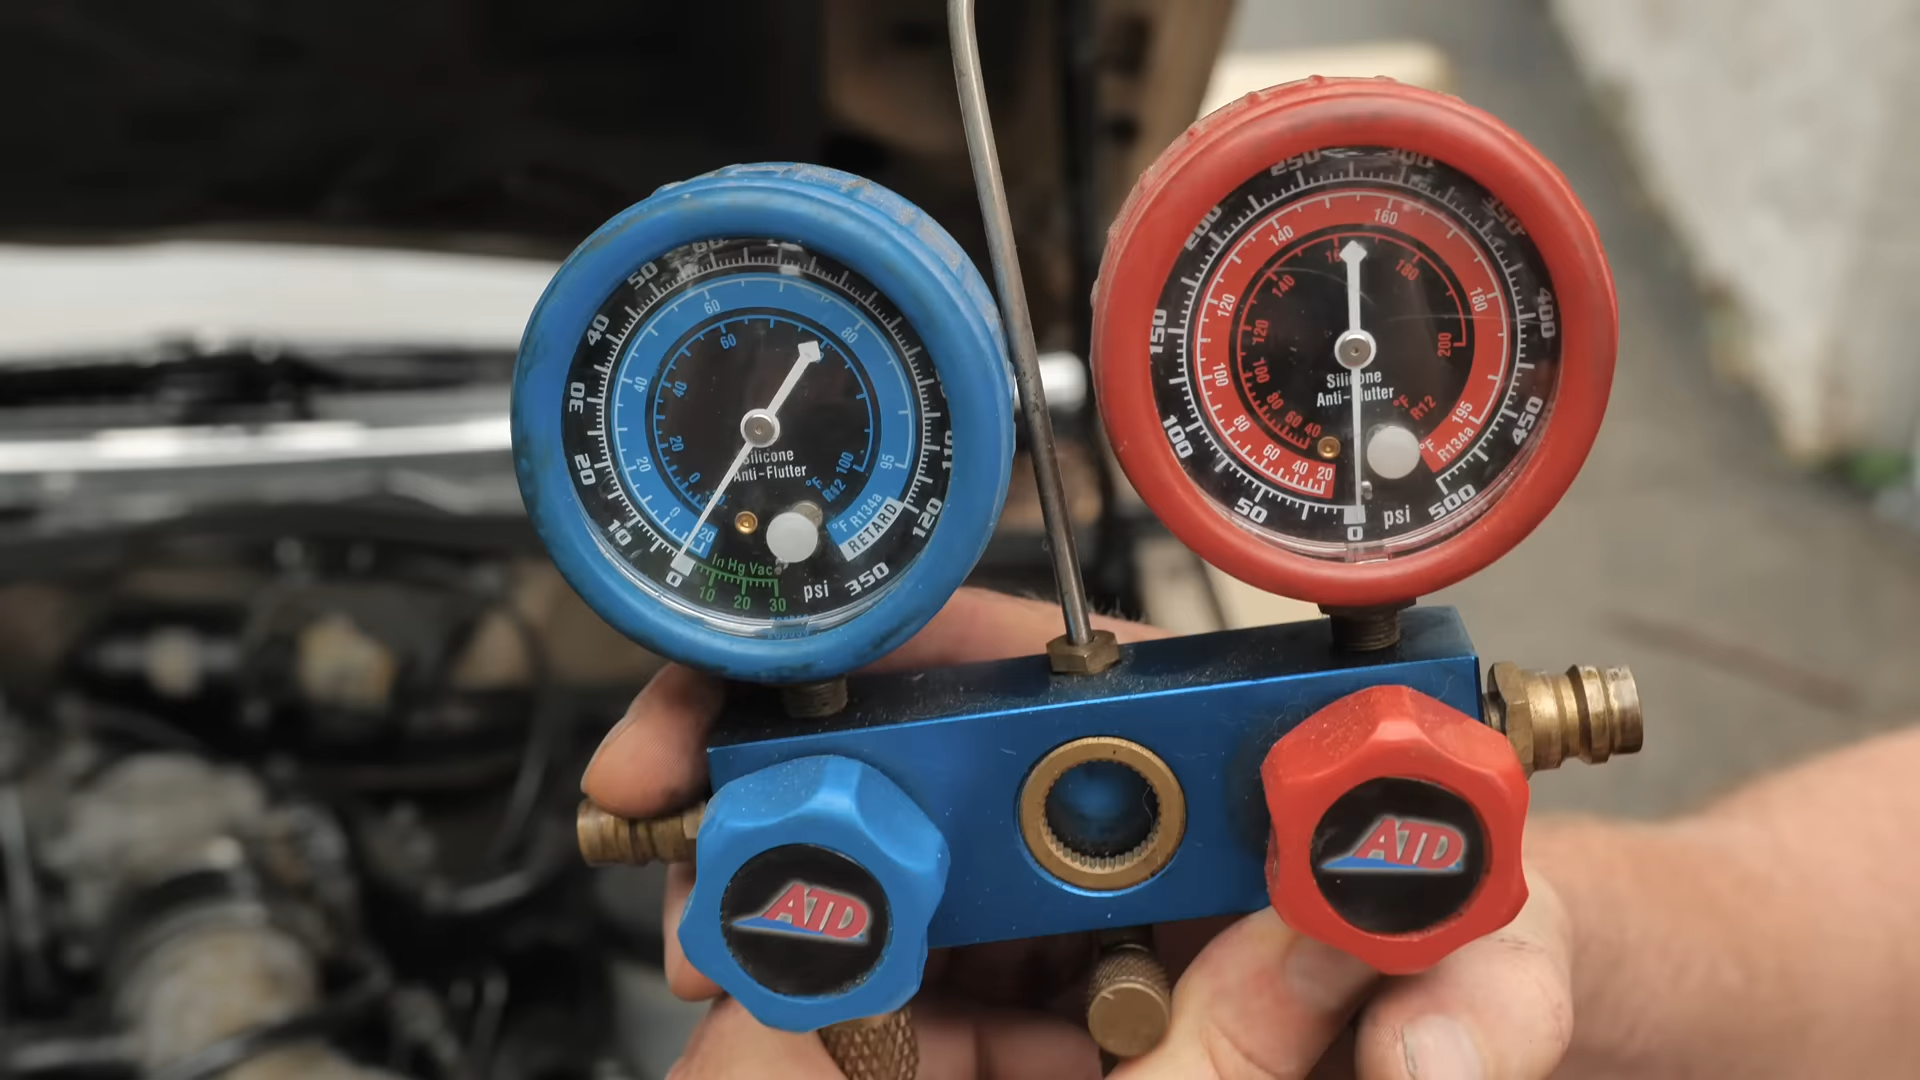 50
40
30
20
10
0
110
120
350
60
80
40
20
0
20
95
60
40
20
0
100
Silicone
Anti-Flutter
°F
R12
°F R134a
RETARD
In Hg Vac
10 20 30
psi
250
300
200
350
150
400
100
450
50
500
0
psi
160
140
180
120
100
80
60
40
20
195
180
140
120
100
80
60
40
200
Silicone
Anti-Flutter
°F
R12
°F
R134a
ATD
ATD